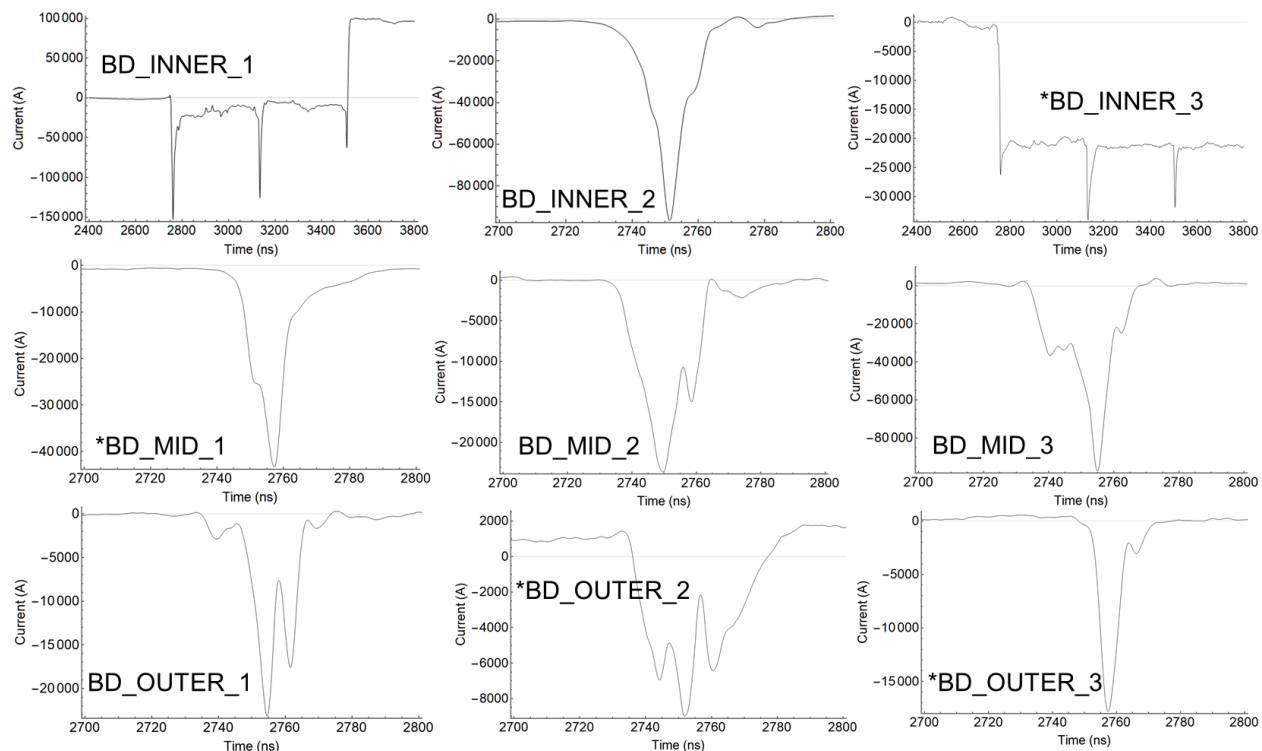 100000
50000
0
−50000
−100000
−150000
Current (A)
BD_INNER_1
2400 2600 2800 3000 3200 3400 3600 3800
Time (ns)
0
−20000
−40000
−60000
−80000
Current (A)
BD_INNER_2
2700 2720 2740 2760 2780 2800
Time (ns)
0
−5000
−10000
−15000
−20000
−25000
−30000
Current (A)
*BD_INNER_3
2400 2600 2800 3000 3200 3400 3600 3800
Time (ns)
0
−10000
−20000
−30000
−40000
Current (A)
*BD_MID_1
2700 2720 2740 2760 2780 2800
Time (ns)
0
−5000
−10000
−15000
−20000
Current (A)
BD_MID_2
2700 2720 2740 2760 2780 2800
Time (ns)
0
−20000
−40000
−60000
−80000
Current (A)
BD_MID_3
2700 2720 2740 2760 2780 2800
Time (ns)
0
−5000
−10000
−15000
−20000
Current (A)
BD_OUTER_1
2700 2720 2740 2760 2780 2800
Time (ns)
2000
0
−2000
−4000
−6000
−8000
Current (A)
*BD_OUTER_2
2700 2720 2740 2760 2780 2800
Time (ns)
0
−5000
−10000
−15000
Current (A)
*BD_OUTER_3
2700 2720 2740 2760 2780 2800
Time (ns)